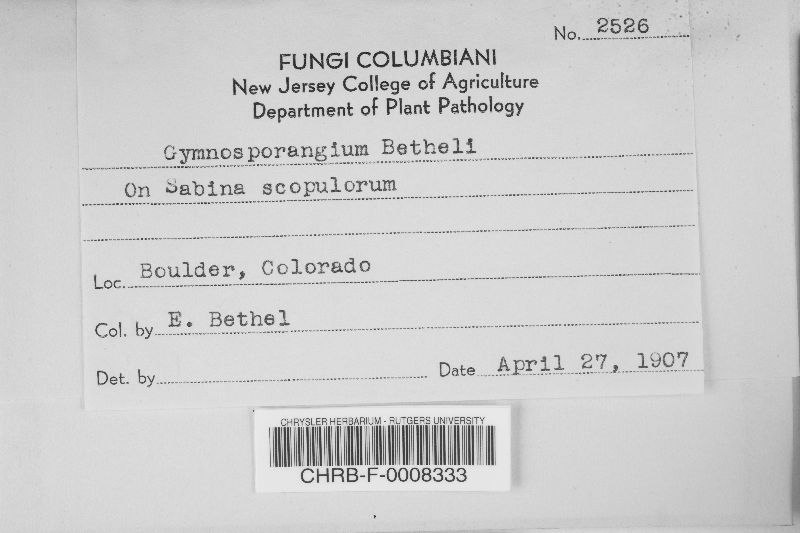 No. 2526
FUNGI COLUMBIANI
New Jersey College of Agriculture
Department of Plant Pathology
Gymnosporangium Betheli
On Sabina scopulorum
Loc. Boulder, Colorado
Col. by E. Bethel
Det. by
Date April 27, 1907
CHRYSLER HERBARIUM - RUTGERS UNIVERSITY
CHRB-F-0008333